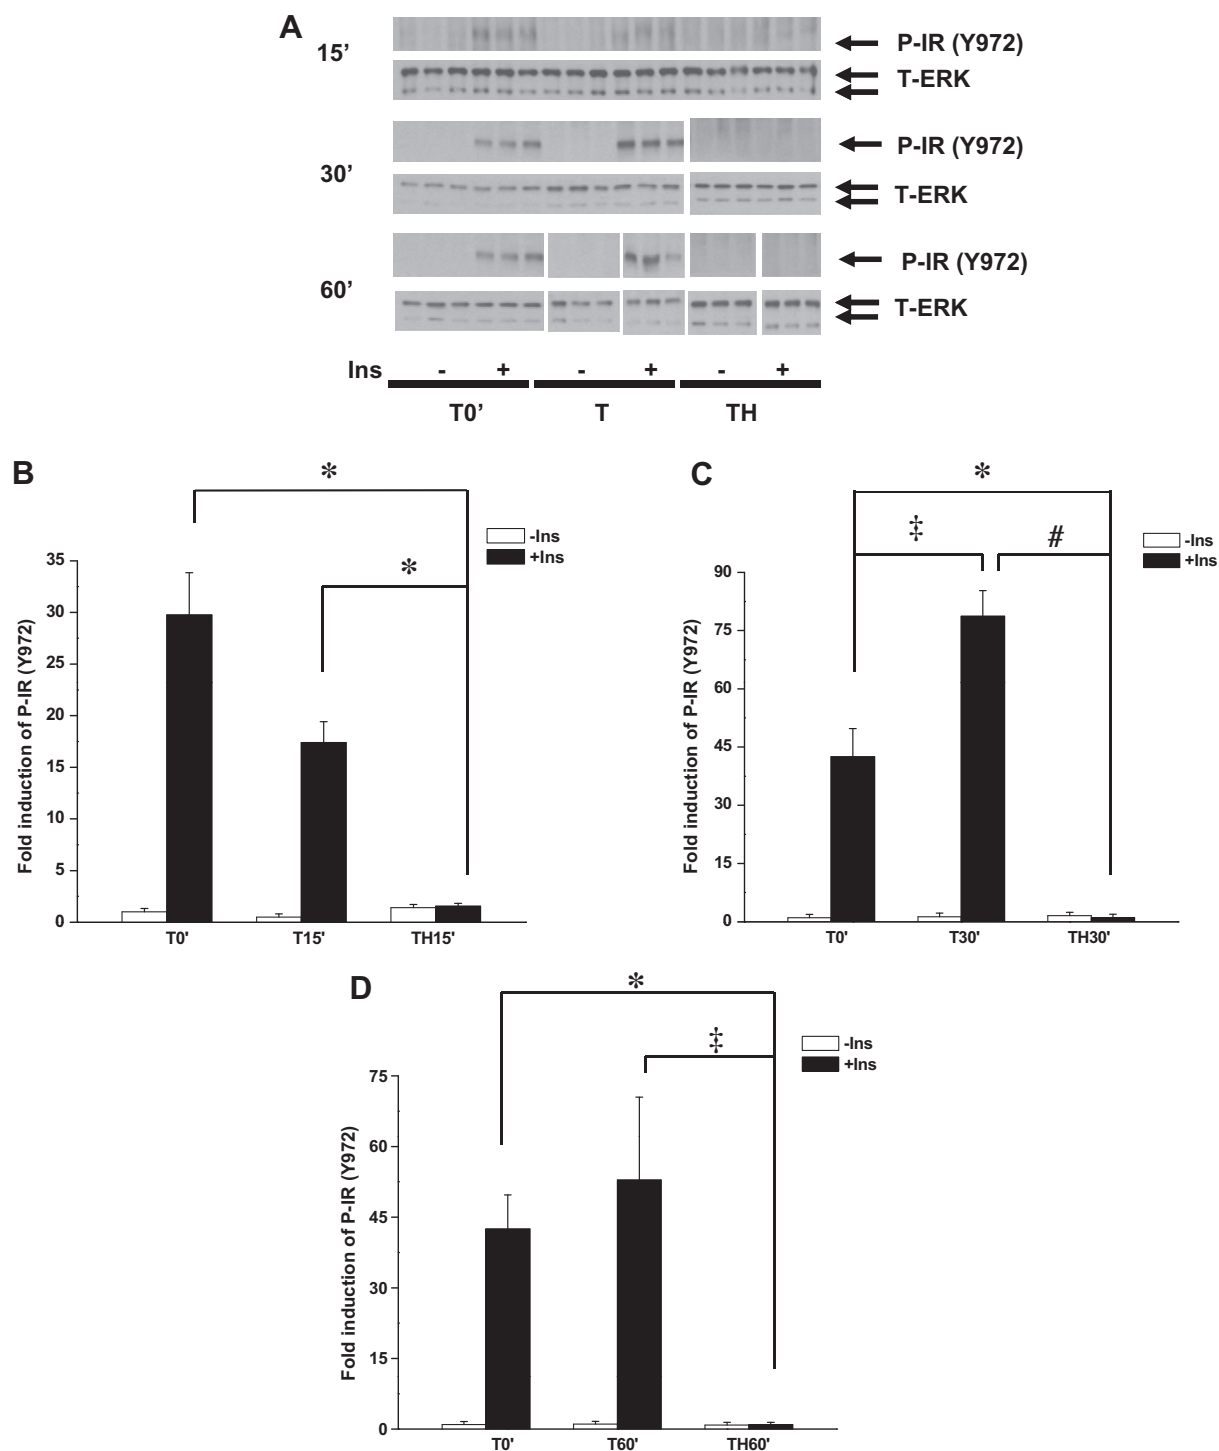 A
15’
P-IR (Y972)
T-ERK
30’
P-IR (Y972)
T-ERK
60’
P-IR (Y972)
T-ERK
Ins - + - + - +
T0’ T TH
B
*
*
-Ins
+Ins
Fold induction of P-IR (Y972)
35
30
25
20
15
10
5
0
T0' T15' TH15'
C
*
‡ #
-Ins
+Ins
Fold induction of P-IR (Y972)
90
75
60
45
30
15
0
T0' T30' TH30'
D
*
‡
-Ins
+Ins
Fold induction of P-IR (Y972)
75
60
45
30
15
0
T0' T60' TH60'